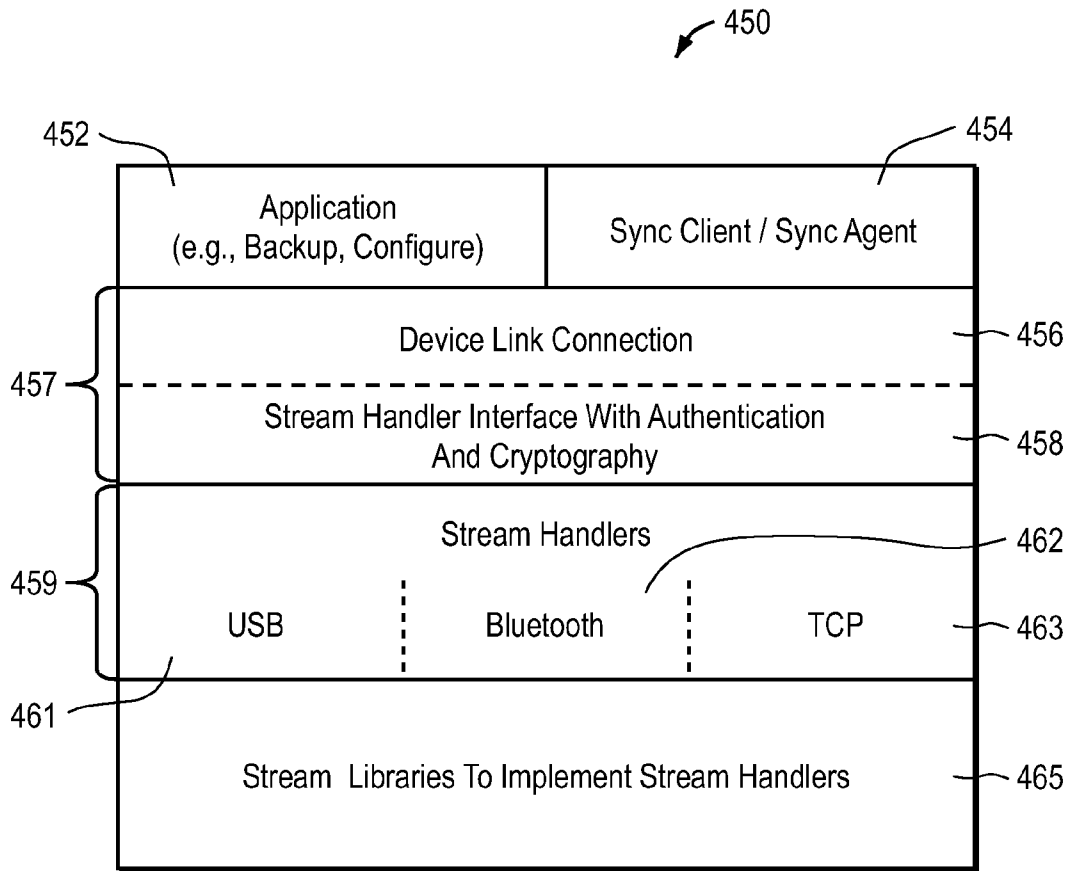 450
452
454
Application
(e.g., Backup, Configure)
Sync Client / Sync Agent
Device Link Connection
456
457
Stream Handler Interface With Authentication
And Cryptography
458
Stream Handlers
462
459
USB
Bluetooth
TCP
463
461
Stream Libraries To Implement Stream Handlers
465